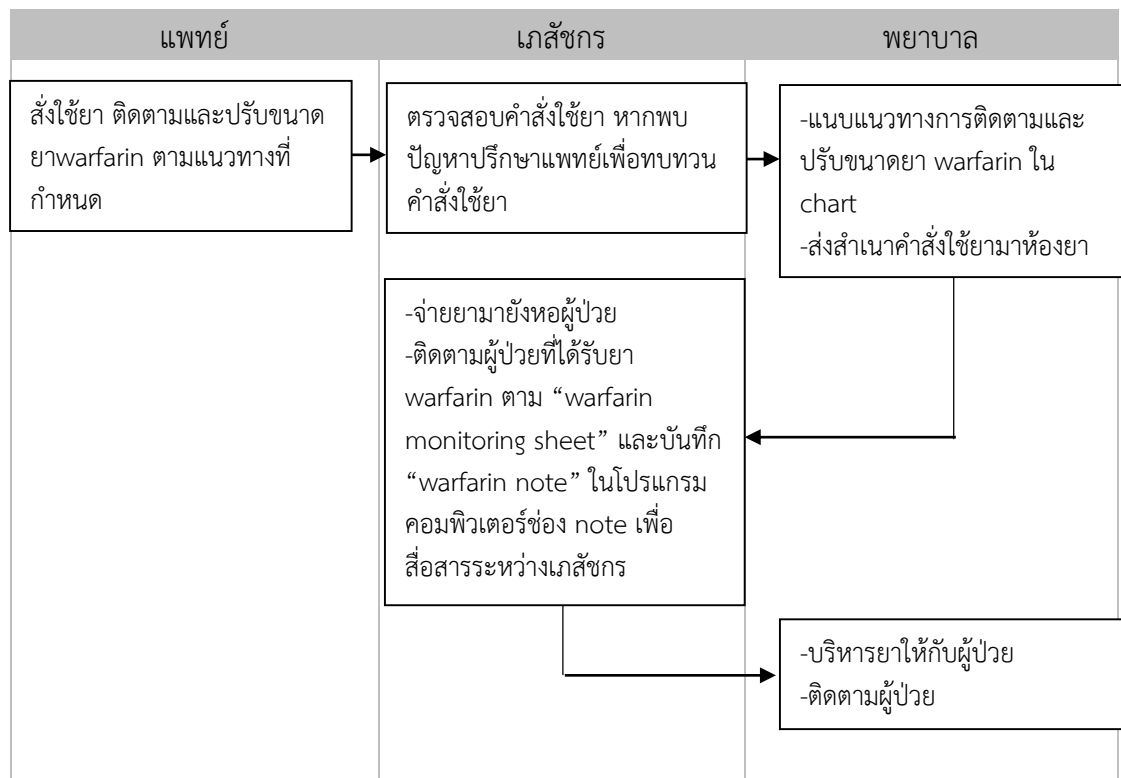 แพทย์
เภสัชกร
พยาบาล
สั่งใช้ยา ติดตามและปรับขนาด
ยาwarfarin ตามแนวทางที่
กำหนด
ตรวจสอบคำสั่งใช้ยา หากพบ
ปัญหาปรึกษาแพทย์เพื่อทบทวน
คำสั่งใช้ยา
-แนบแนวทางการติดตามและ
ปรับขนาดยา warfarin ใน
chart
-ส่งสำเนาคำสั่งใช้ยามาห้องยา
-จ่ายยามายังหอผู้ป่วย
-ติดตามผู้ป่วยที่ได้รับยา
warfarin ตาม “warfarin
monitoring sheet” และบันทึก
“warfarin note” ในโปรแกรม
คอมพิวเตอร์ช่อง note เพื่อ
สื่อสารระหว่างเภสัชกร
-บริหารยาให้กับผู้ป่วย
-ติดตามผู้ป่วย